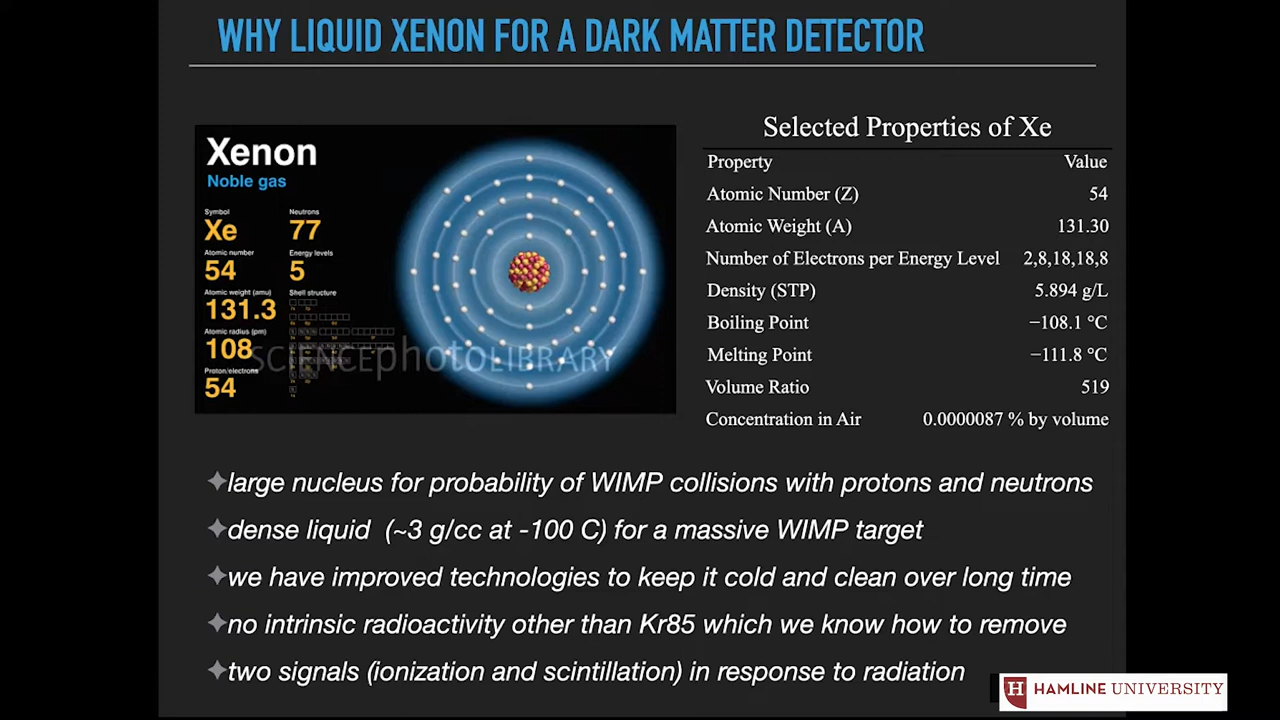 WHY LIQUID XENON FOR A DARK MATTER DETECTOR
Xenon
Noble gas
Symbol
Neutrons
Xe
77
Atomic number
Energy levels
54
5
Atomic weight (amu)
Shell structure
131.3
Atomic radius (pm)
108
Proton/electrons
54
SCIENCEphotoLIBRARY
Selected Properties of Xe
Property Value
Atomic Number (Z) 54
Atomic Weight (A) 131.30
Number of Electrons per Energy Level 2,8,18,18,8
Density (STP) 5.894 g/L
Boiling Point −108.1 °C
Melting Point −111.8 °C
Volume Ratio 519
Concentration in Air 0.0000087 % by volume
✦large nucleus for probability of WIMP collisions with protons and neutrons
✦dense liquid (~3 g/cc at -100 C) for a massive WIMP target
✦we have improved technologies to keep it cold and clean over long time
✦no intrinsic radioactivity other than Kr85 which we know how to remove
✦two signals (ionization and scintillation) in response to radiation
H HAMLINE UNIVERSITY